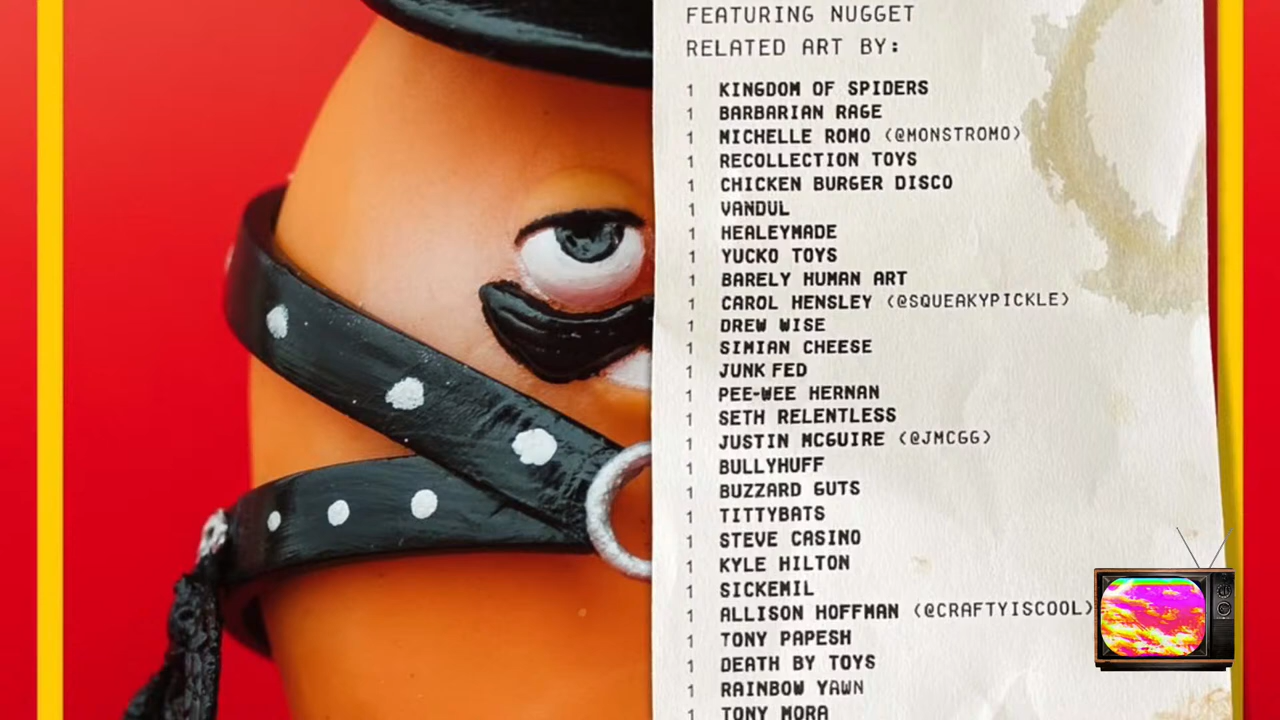 FEATURING NUGGET
RELATED ART BY:
1 KINGDOM OF SPIDERS
1 BARBARIAN RAGE
1 MICHELLE ROMO (@MONSTROMO)
1 RECOLLECTION TOYS
1 CHICKEN BURGER DISCO
1 VANDUL
1 HEALEYMADE
1 YUCKO TOYS
1 BARELY HUMAN ART
1 CAROL HENSLEY (@SQUEAKYPICKLE)
1 DREW WISE
1 SIMIAN CHEESE
1 JUNK FED
1 PEE-WEE HERNAN
1 SETH RELENTLESS
1 JUSTIN MCGUIRE (@JMCGG)
1 BULLYHUFF
1 BUZZARD GUTS
1 TITTYBATS
1 STEVE CASINO
1 KYLE HILTON
1 SICKEMIL
1 ALLISON HOFFMAN (@CRAFTYISCOOL)
1 TONY PAPESH
1 DEATH BY TOYS
1 RAINBOW YAWN
1 TONY MORA